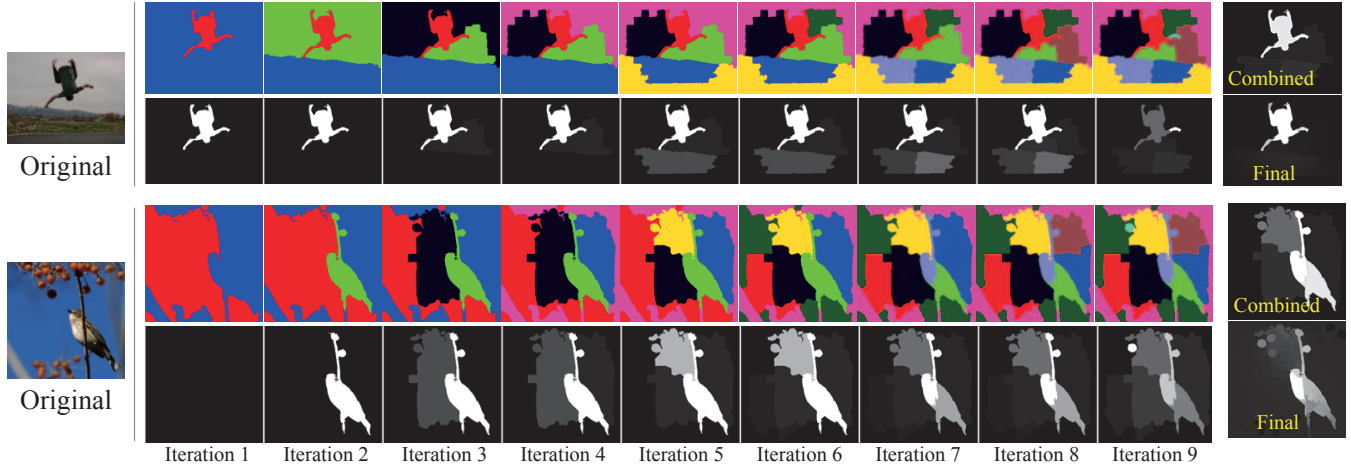 Original
Combined
Final
Original
Combined
Final
Iteration 1 Iteration 2 Iteration 3 Iteration 4 Iteration 5 Iteration 6 Iteration 7 Iteration 8 Iteration 9